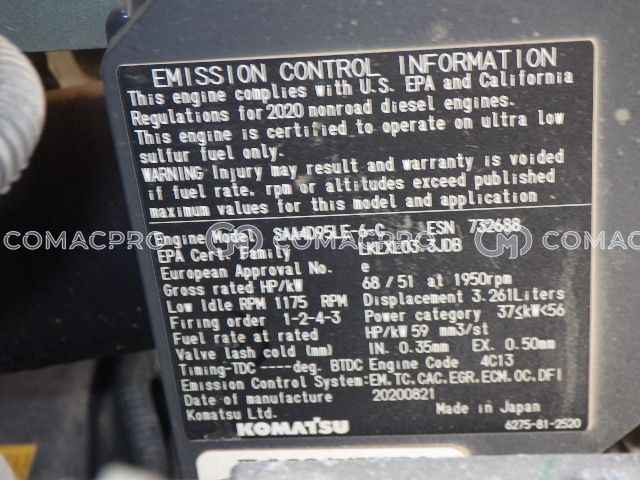 EMISSION CONTROL INFORMATION
This engine complies with U.S. EPA and California
Regulations for 2020 nonroad diesel engines.
This engine is certified to operate on ultra low
sulfur fuel only.
WARNING Injury may result and warranty is voided
if fuel rate. rpm or altitudes exceed published
maximum values for this model and application
Engine Model SAA4D95LE-6-C ESN 732688
COMACPRO COMACPRO COMACPRO
EPA Cert. Family LKLXL03.3JDB
European Approval No. e
Gross rated HP/kW 68/51 at 1950rpm
Low Idle RPM 1175 RPM Displacement 3.261Liters
Firing order 1-2-4-3 Power category 37≤kW<56
Fuel rate at rated HP/kW 59 mm3/st
Valve lash cold (mm) IN. 0.35mm EX. 0.50mm
Timing-TDC ----deg. BTDC Engine Code 4C13
Emission Control System:EM.TC.CAC.EGR.ECM.OC.DFI
Date of manufacture 20200821
Komatsu Ltd. Made in Japan
KOMATSU 6275-81-2520